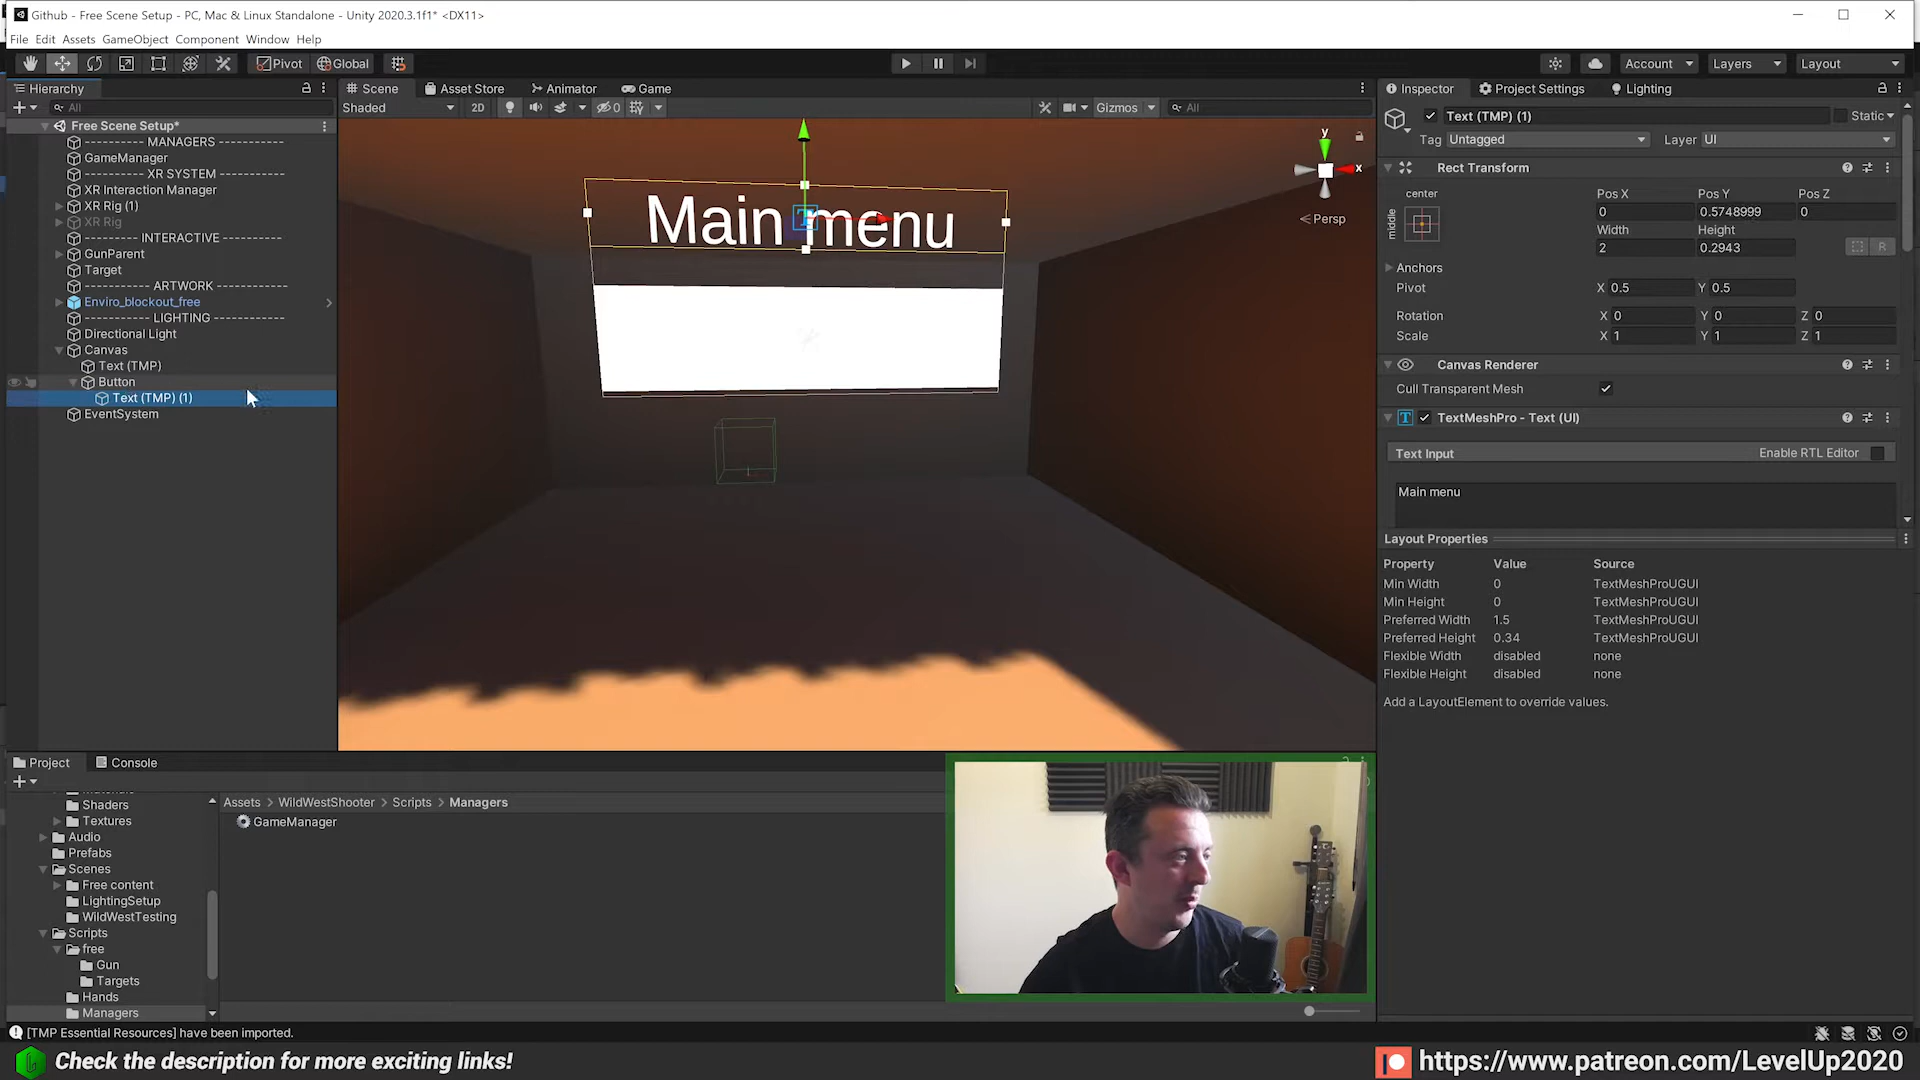 Github - Free Scene Setup - PC, Mac & Linux Standalone - Unity 2020.3.1f1* <DX11>
File Edit Assets GameObject Component Window Help
Pivot Global Account Layers Layout
Hierarchy
All
Free Scene Setup*
---------- MANAGERS -----------
GameManager
---------- XR SYSTEM -----------
XR Interaction Manager
XR Rig (1)
XR Rig
---------- INTERACTIVE ----------
GunParent
Target
---------- ARTWORK -----------
Enviro_blockout_free
---------- LIGHTING ------------
Directional Light
Canvas
Text (TMP)
Button
Text (TMP) (1)
EventSystem
Scene Asset Store Animator Game
Shaded 2D 0 Gizmos All
Main menu
y
x
Persp
Inspector Project Settings Lighting
Text (TMP) (1) Static
Tag Untagged Layer UI
Rect Transform
center Pos X Pos Y Pos Z
middle 0 0.5748999 0
Width Height
2 0.2943 R
Anchors
Pivot X 0.5 Y 0.5
Rotation X 0 Y 0 Z 0
Scale X 1 Y 1 Z 1
Canvas Renderer
Cull Transparent Mesh
TextMeshPro - Text (UI)
Text Input Enable RTL Editor
Main menu
Layout Properties
Property Value Source
Min Width 0 TextMeshProUGUI
Min Height 0 TextMeshProUGUI
Preferred Width 1.5 TextMeshProUGUI
Preferred Height 0.34 TextMeshProUGUI
Flexible Width disabled none
Flexible Height disabled none
Add a LayoutElement to override values.
Project Console
Shaders
Textures
Audio
Prefabs
Scenes
Free content
LightingSetup
WildWestTesting
Scripts
free
Gun
Targets
Hands
Managers
Assets > WildWestShooter > Scripts > Managers
GameManager
[TMP Essential Resources] have been imported.
Check the description for more exciting links!
https://www.patreon.com/LevelUp2020